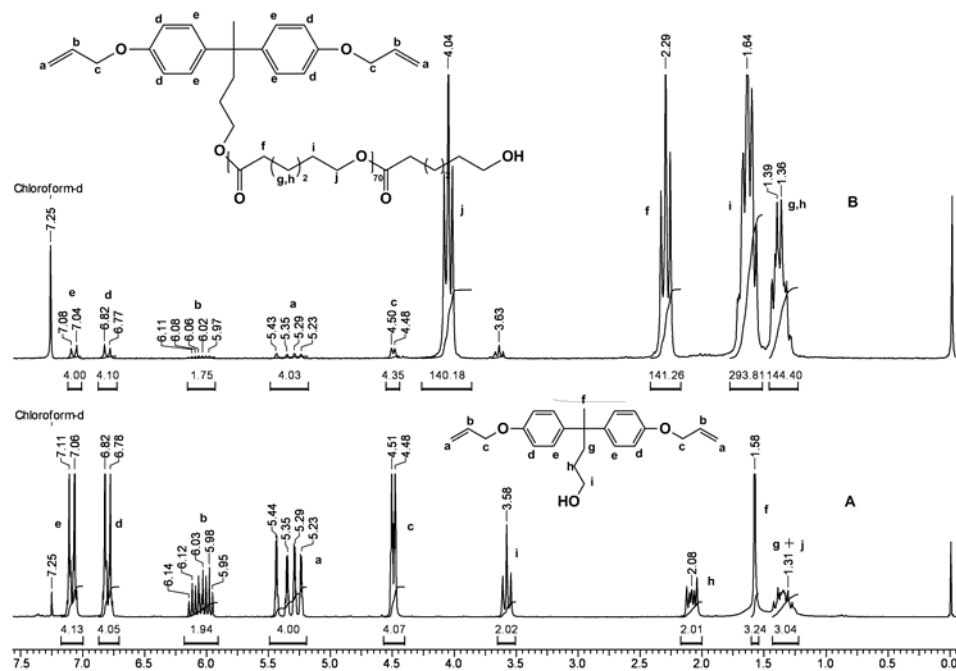 d e e d
b O O b
a c c a
d e e d
O f i O OH
( g,h )2 j )70 ( )2
O O
Chloroform-d
7.25
e
7.08
7.04
d
6.82
6.77
b
6.11
6.08
6.06
6.02
5.97
a
5.43
5.35
5.29
5.23
c
4.50
4.48
4.04
j
3.63
2.29
f
1.64
i
1.39
1.36
g,h
B
4.00 4.10 1.75 4.03 4.35 140.18 141.26 293.81 144.40
Chloroform-d
7.25
e
7.11
7.06
d
6.82
6.78
b
6.14
6.12
6.03
5.98
5.95
a
5.44
5.35
5.29
5.23
c
4.51
4.48
f
b O O b
a c d e g e d c a
h
HO i
3.58
i
2.08
h
1.58
f
g + j
1.31
A
4.13 4.05 1.94 4.00 4.07 2.02 2.01 3.24 3.04
7.5 7.0 6.5 6.0 5.5 5.0 4.5 4.0 3.5 3.0 2.5 2.0 1.5 1.0 0.5 0.0